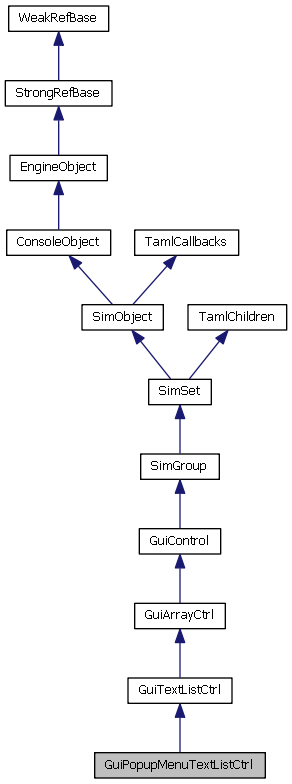 WeakRefBase
StrongRefBase
EngineObject
ConsoleObject
TamlCallbacks
SimObject
TamlChildren
SimSet
SimGroup
GuiControl
GuiArrayCtrl
GuiTextListCtrl
GuiPopupMenuTextListCtrl